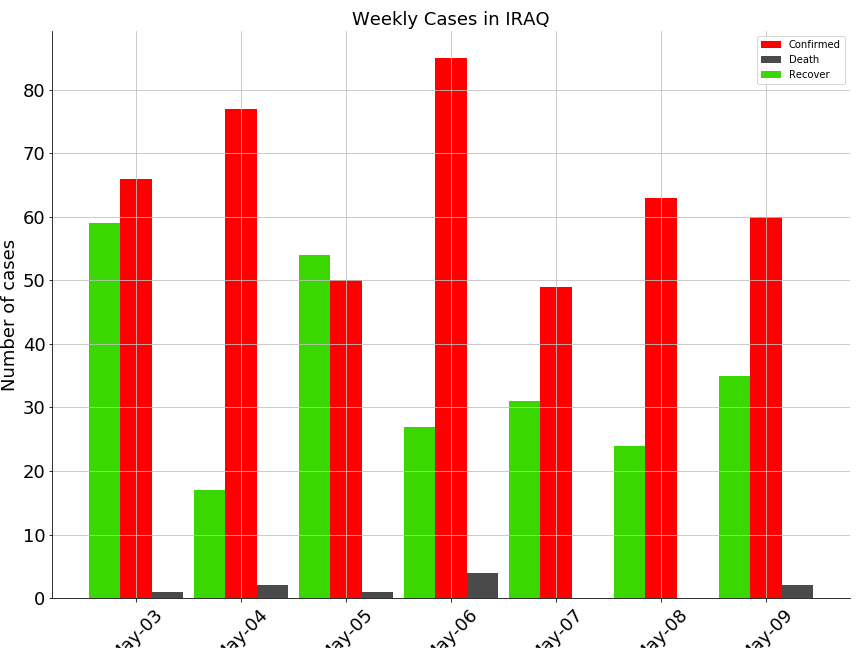 Weekly Cases in IRAQ
Confirmed
Death
Recover
Number of cases
80
70
60
50
40
30
20
10
0
May-03
May-04
May-05
May-06
May-07
May-08
May-09